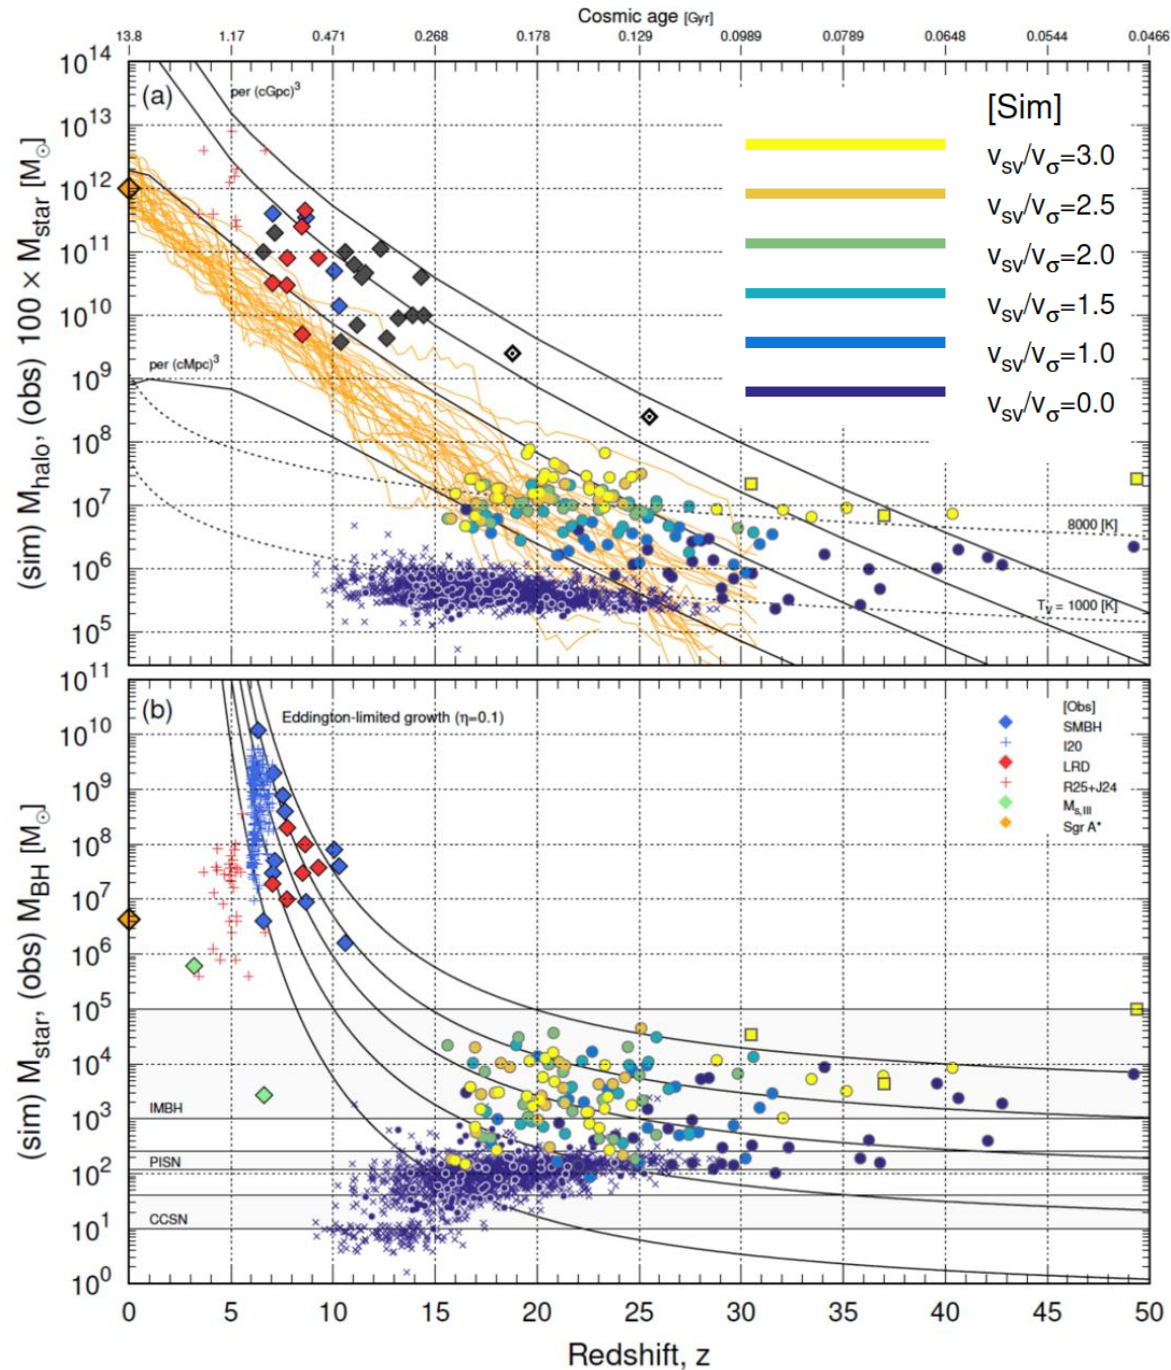 Cosmic age [Gyr]
13.8 1.17 0.471 0.268 0.178 0.129 0.0989 0.0789 0.0648 0.0544 0.0466
(sim) M_halo, (obs) 100 × M_star [M_⊙]
10^14
10^13
10^12
10^11
10^10
10^9
10^8
10^7
10^6
10^5
(a)
per (cGpc)^3
per (cMpc)^3
8000 [K]
T_v = 1000 [K]
[Sim]
v_sv/v_σ=3.0
v_sv/v_σ=2.5
v_sv/v_σ=2.0
v_sv/v_σ=1.5
v_sv/v_σ=1.0
v_sv/v_σ=0.0
(sim) M_star, (obs) M_BH [M_⊙]
10^11
10^10
10^9
10^8
10^7
10^6
10^5
10^4
10^3
10^2
10^1
10^0
(b)
Eddington-limited growth (η=0.1)
[Obs]
SMBH
I20
LRD
R25+J24
M_s,III
Sgr A*
IMBH
PISN
CCSN
0 5 10 15 20 25 30 35 40 45 50
Redshift, z